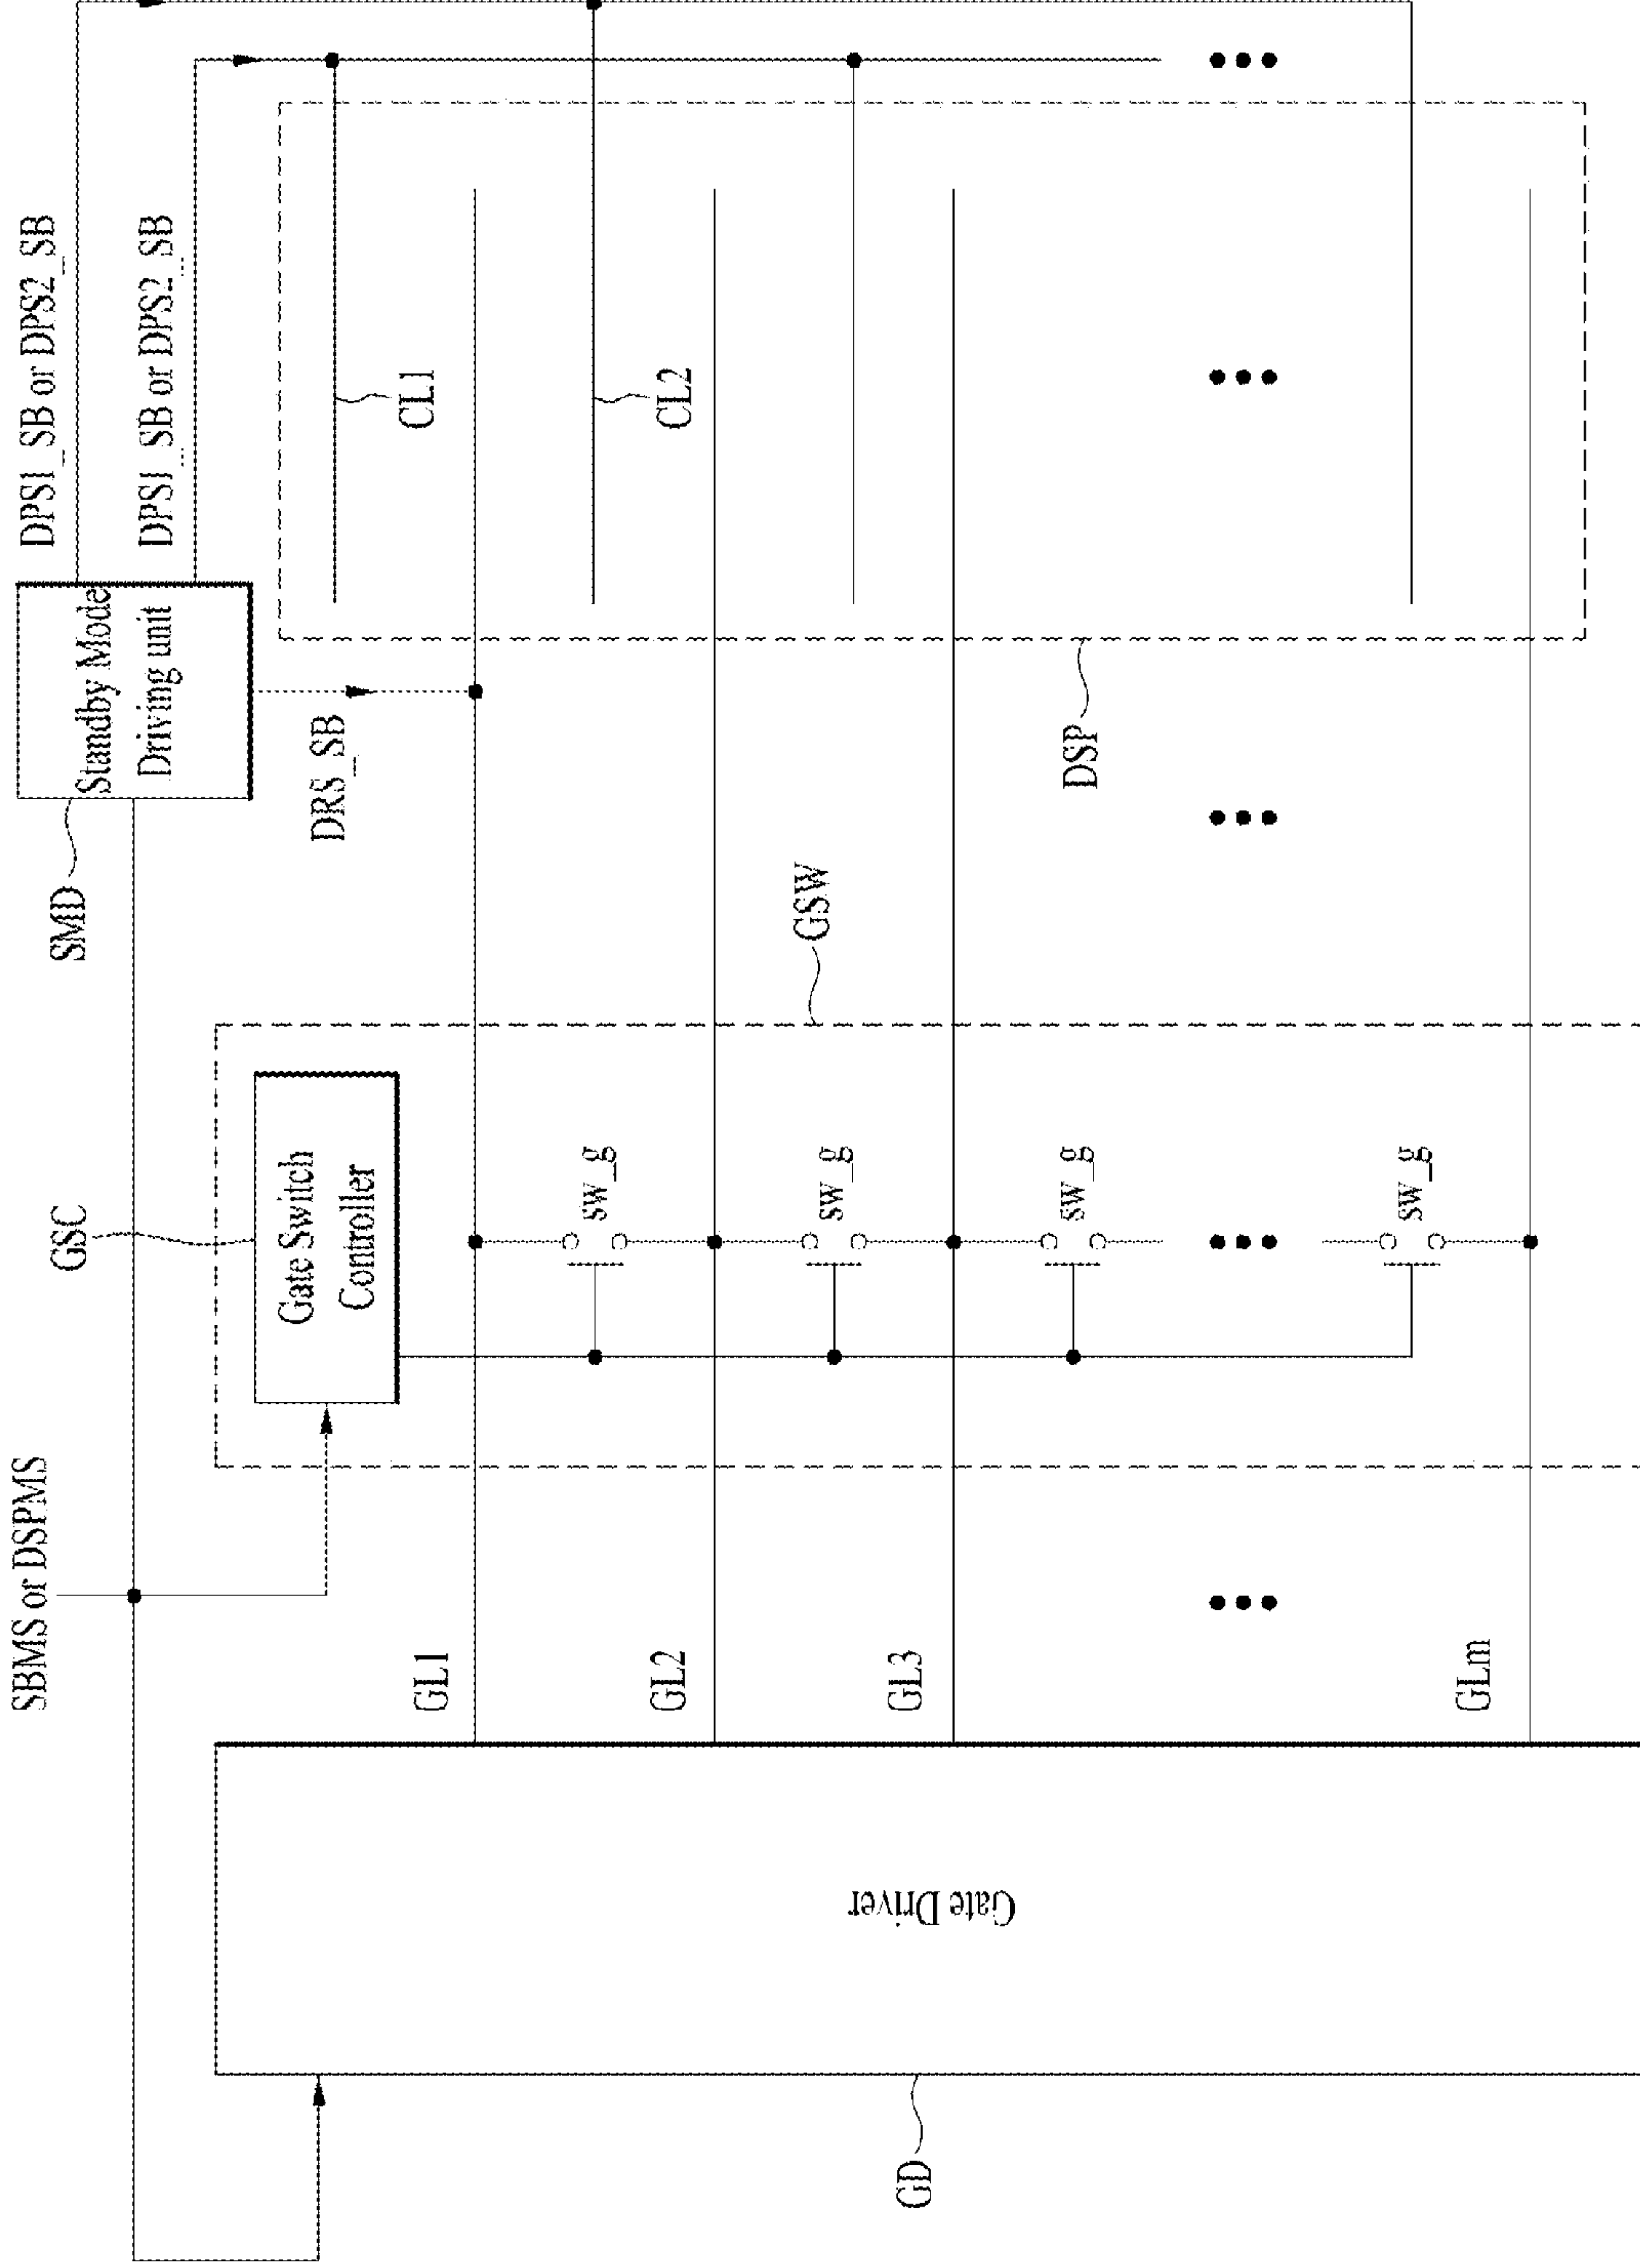 SBMS or DSPMS
GSC
SMD
DPS1_SB or DPS2_SB
DPS1_SB or DPS2_SB
Standby Mode
Driving unit
Gate Switch
Controller
DRS_SB
GL1
CL1
sw_g
GL2
CL2
GSW
sw_g
GL3
GD
Gate Driver
sw_g
DSP
sw_g
GLm